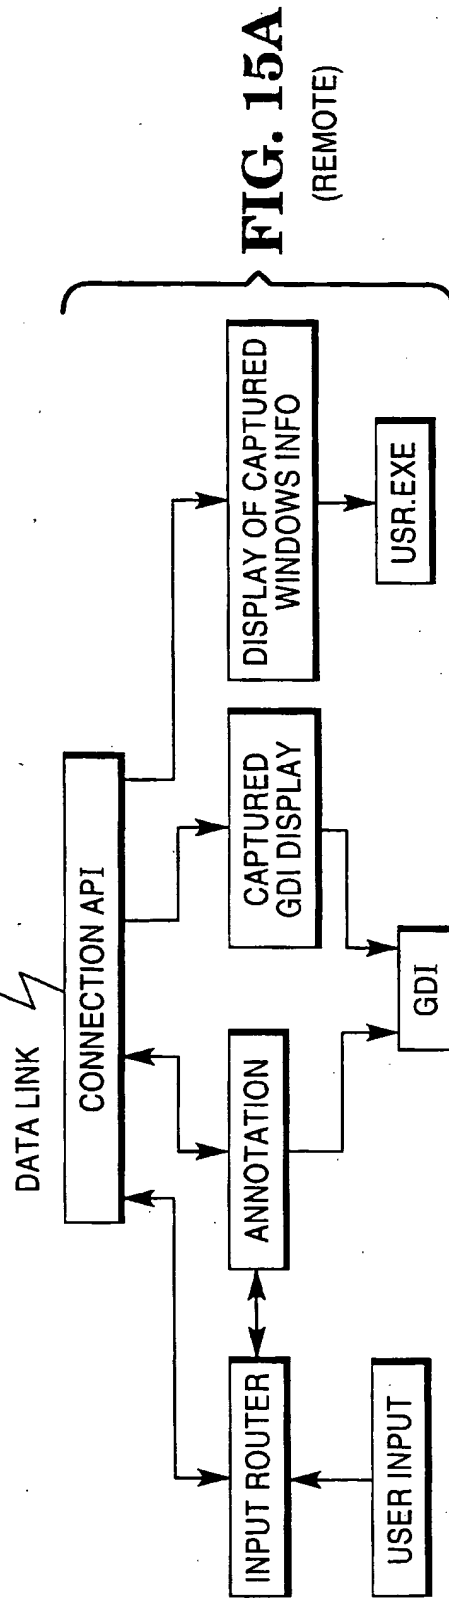 DATA LINK
CONNECTION API
INPUT ROUTER
ANNOTATION
CAPTURED
GDI DISPLAY
DISPLAY OF CAPTURED
WINDOWS INFO
USER INPUT
GDI
USR.EXE
FIG. 15A
(REMOTE)